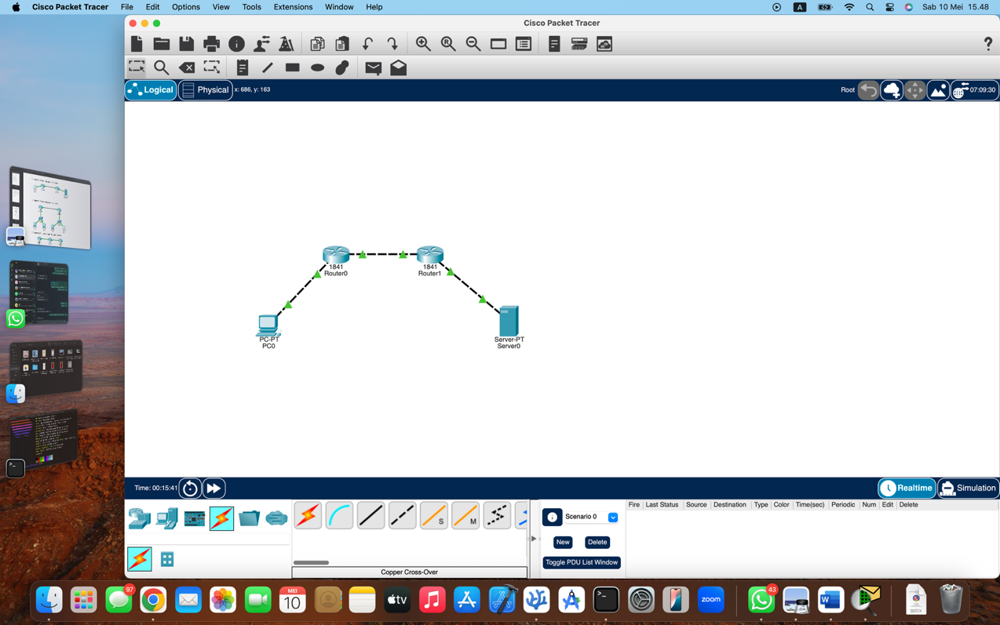 Cisco Packet Tracer File Edit Options View Tools Extensions Window Help A Sab 10 Mei 15.48
Cisco Packet Tracer
Logical Physical x: 686, y: 163 Root 07:09:30
1841
Router0
1841
Router1
PC-PT
PC0
Server-PT
Server0
Time: 00:15:41 Realtime Simulation
S M
Scenario 0
Fire Last Status Source Destination Type Color Time(sec) Periodic Num Edit Delete
New Delete
Toggle PDU List Window
Copper Cross-Over
97
MEI
10
tv
zoom
43
W
DOCX